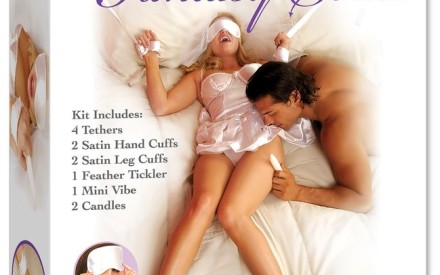 Fantasy
Kit Includes:
4 Tethers
2 Satin Hand Cuffs
2 Satin Leg Cuffs
1 Feather Tickler
1 Mini Vibe
2 Candles